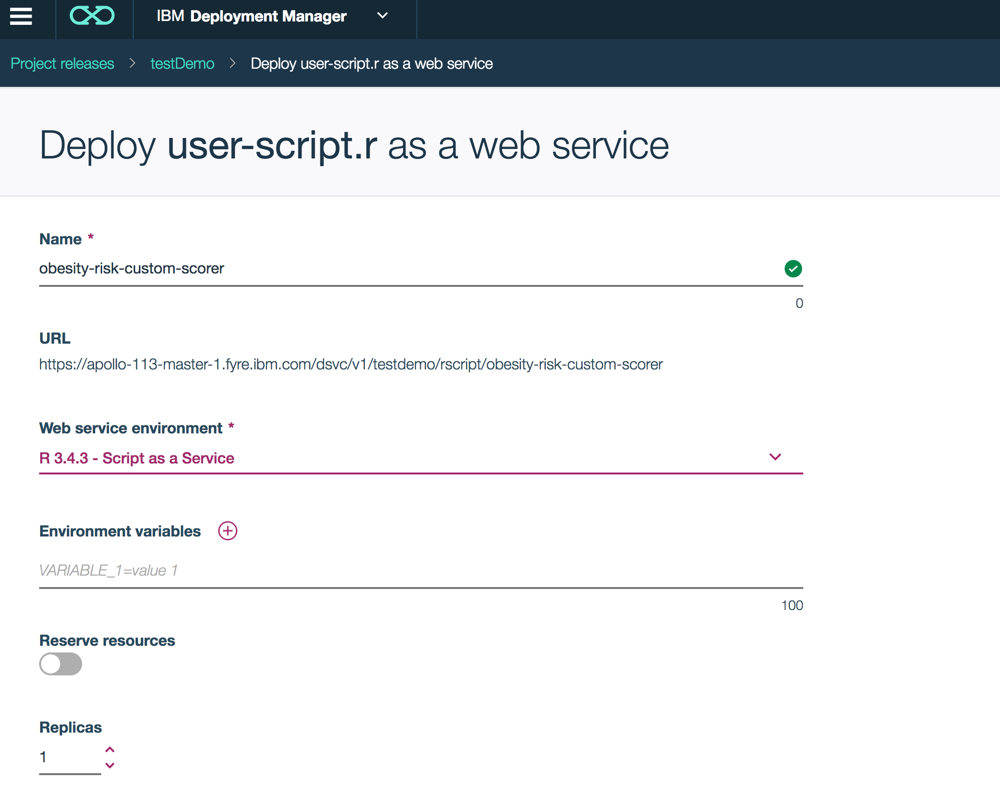 IBM Deployment Manager
Project releases > testDemo > Deploy user-script.r as a web service
Deploy user-script.r as a web service
Name *
obesity-risk-custom-scorer
0
URL
https://apollo-113-master-1.fyre.ibm.com/dsvc/v1/testdemo/rscript/obesity-risk-custom-scorer
Web service environment *
R 3.4.3 - Script as a Service
Environment variables
VARIABLE_1=value 1
100
Reserve resources
Replicas
1